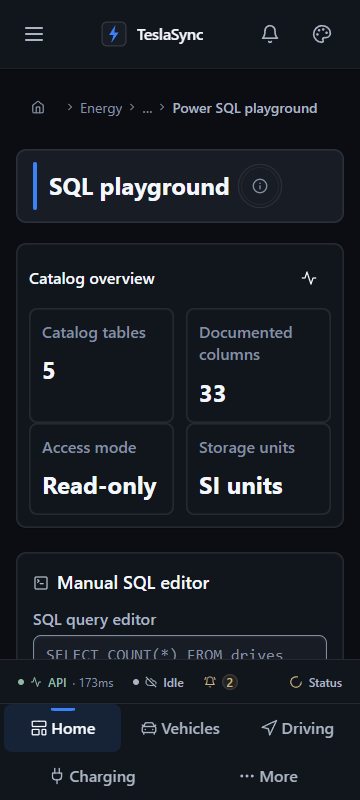 TeslaSync
Energy > ... > Power SQL playground
SQL playground
Catalog overview
Catalog tables
5
Documented
columns
33
Access mode
Read-only
Storage units
SI units
Manual SQL editor
SQL query editor
SELECT COUNT(*) FROM drives
API · 173ms
Idle
2
Status
Home
Vehicles
Driving
Charging
More